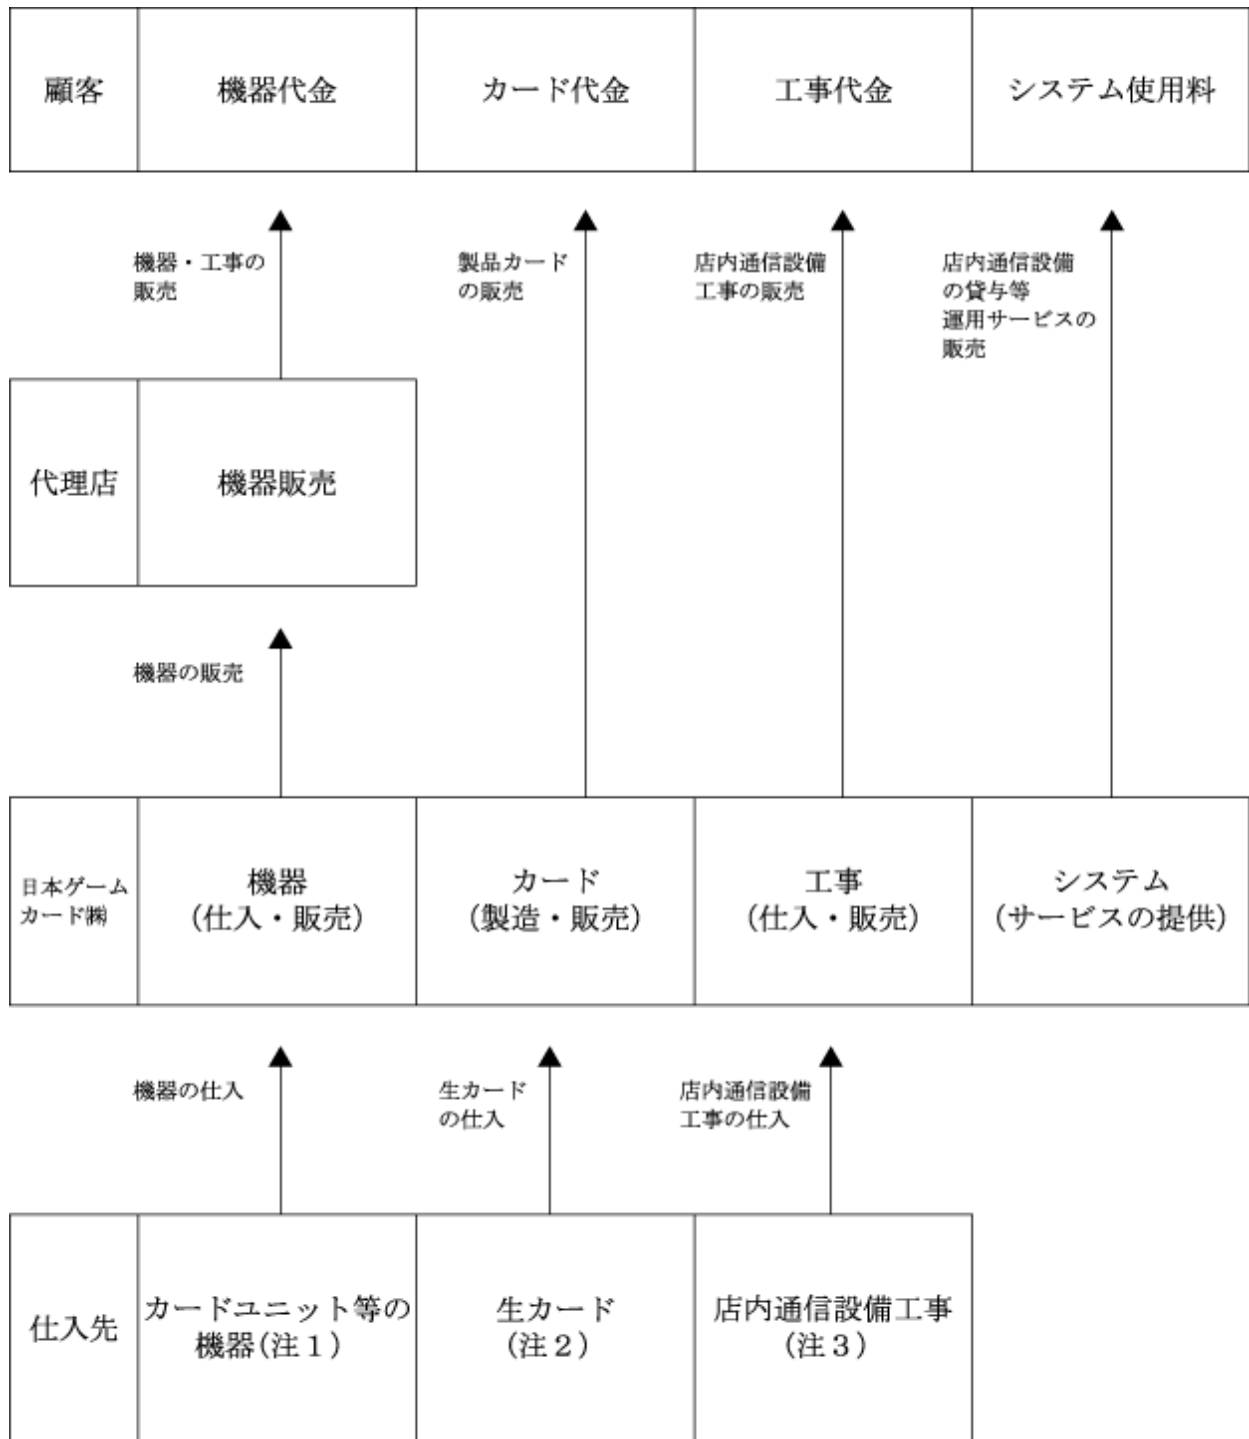 顧客
機器代金
カード代金
工事代金
システム使用料
機器・工事の
販売
製品カード
の販売
店内通信設備
工事の販売
店内通信設備
の貸与等
運用サービスの
販売
代理店
機器販売
機器の販売
日本ゲーム
カード㈱
機器
(仕入・販売)
カード
(製造・販売)
工事
(仕入・販売)
システム
(サービスの提供)
機器の仕入
生カード
の仕入
店内通信設備
工事の仕入
仕入先
カードユニット等の
機器(注1)
生カード
(注2)
店内通信設備工事
(注3)